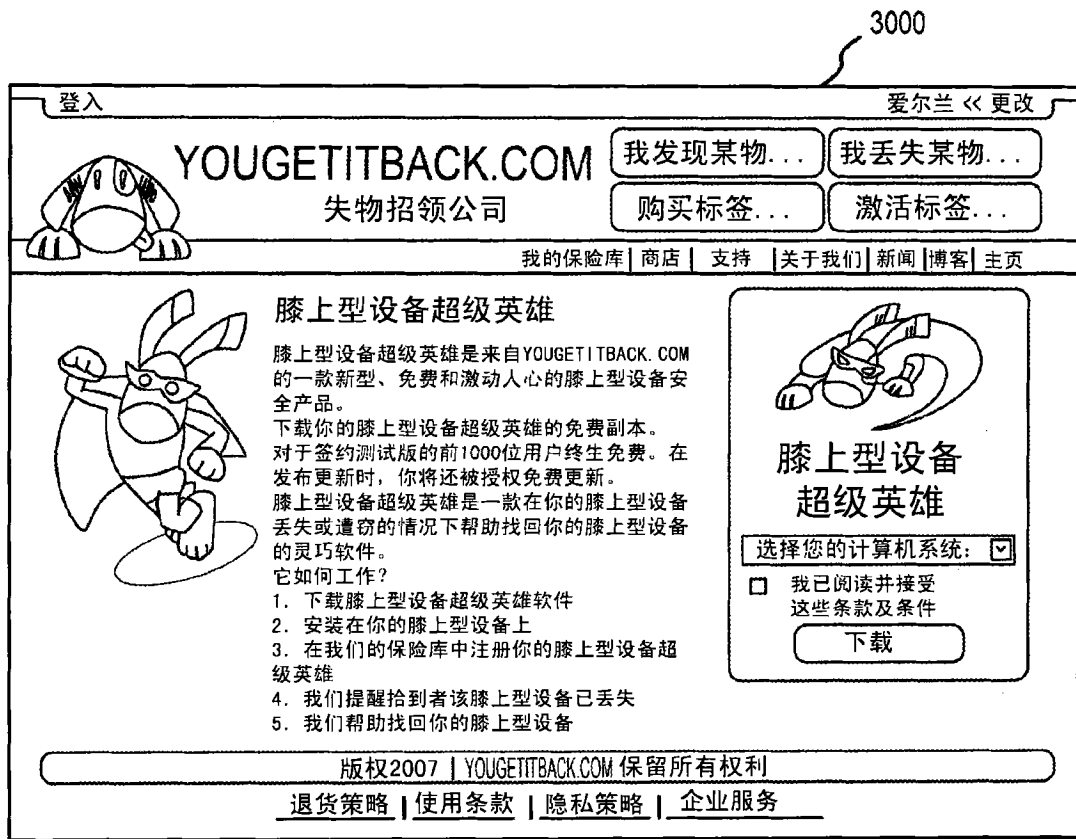 3000
登入
爱尔兰 << 更改
YOUGETITBACK.COM
失物招领公司
我发现某物...
我丢失某物...
购买标签...
激活标签...
我的保险库 | 商店 | 支持 | 关于我们 | 新闻 | 博客 | 主页
膝上型设备超级英雄
膝上型设备超级英雄是来自YOUGETITBACK.COM
的一款新型、免费和激动人心的膝上型设备安
全产品。
下载你的膝上型设备超级英雄的免费副本。
对于签约测试版的前1000位用户终生免费。在
发布更新时，你将还被授权免费更新。
膝上型设备超级英雄是一款在你的膝上型设备
丢失或遭窃的情况下帮助找回你的膝上型设备
的灵巧软件。
它如何工作?
1. 下载膝上型设备超级英雄软件
2. 安装在你的膝上型设备上
3. 在我们的保险库中注册你的膝上型设备超
级英雄
4. 我们提醒拾到者该膝上型设备已丢失
5. 我们帮助找回你的膝上型设备
膝上型设备
超级英雄
选择您的计算机系统:
我已阅读并接受
这些条款及条件
下载
版权2007 | YOUGETITBACK.COM 保留所有权利
退货策略 | 使用条款 | 隐私策略 | 企业服务